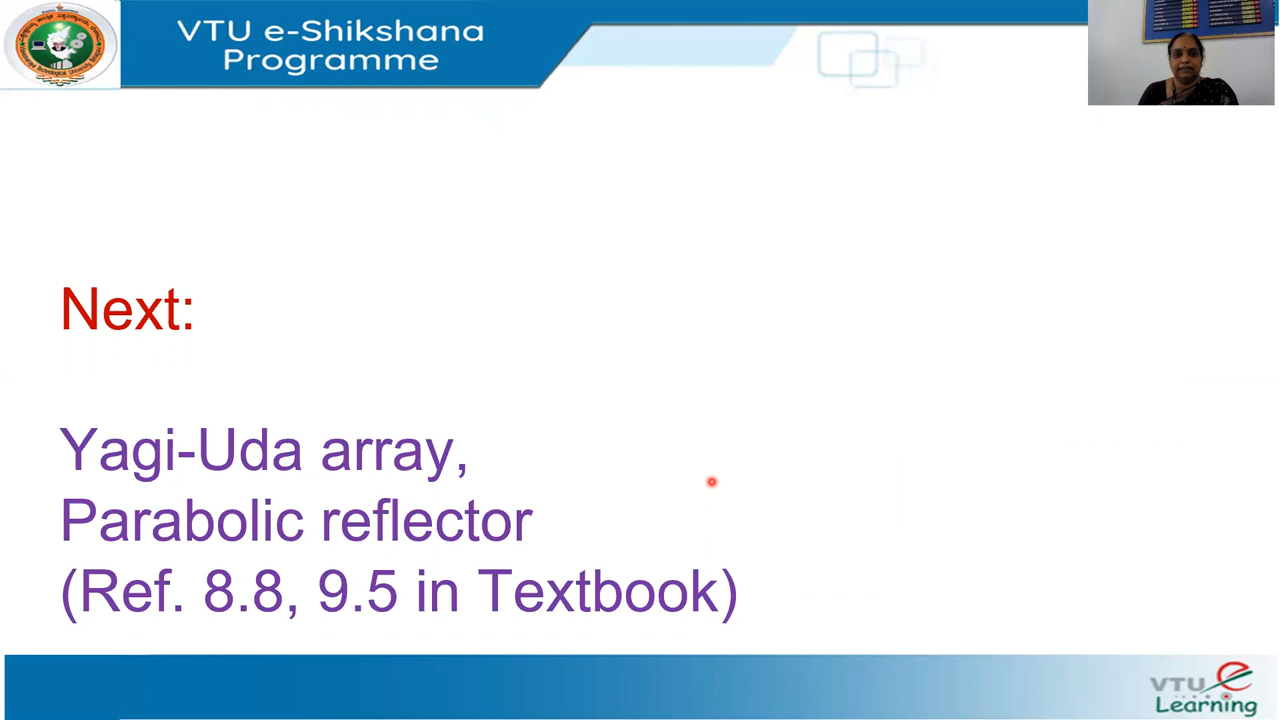 VTU e-Shikshana
Programme
Next:
Yagi-Uda array,
Parabolic reflector
(Ref. 8.8, 9.5 in Textbook)
VTU e
Learning